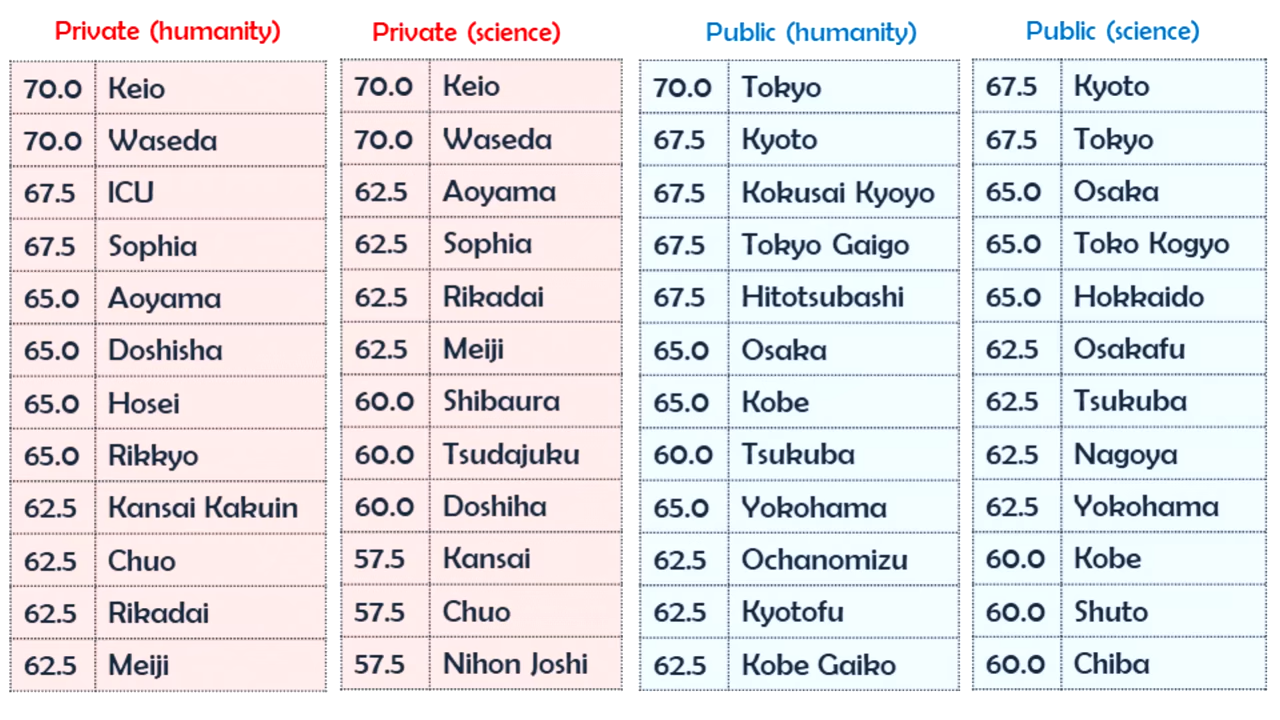 Private (humanity)
70.0 Keio
70.0 Waseda
67.5 ICU
67.5 Sophia
65.0 Aoyama
65.0 Doshisha
65.0 Hosei
65.0 Rikkyo
62.5 Kansai Kakuin
62.5 Chuo
62.5 Rikadai
62.5 Meiji
Private (science)
70.0 Keio
70.0 Waseda
62.5 Aoyama
62.5 Sophia
62.5 Rikadai
62.5 Meiji
60.0 Shibaura
60.0 Tsudajuku
60.0 Doshiha
57.5 Kansai
57.5 Chuo
57.5 Nihon Joshi
Public (humanity)
70.0 Tokyo
67.5 Kyoto
67.5 Kokusai Kyoyo
67.5 Tokyo Gaigo
67.5 Hitotsubashi
65.0 Osaka
65.0 Kobe
60.0 Tsukuba
65.0 Yokohama
62.5 Ochanomizu
62.5 Kyotofu
62.5 Kobe Gaiko
Public (science)
67.5 Kyoto
67.5 Tokyo
65.0 Osaka
65.0 Toko Kogyo
65.0 Hokkaido
62.5 Osakafu
62.5 Tsukuba
62.5 Nagoya
62.5 Yokohama
60.0 Kobe
60.0 Shuto
60.0 Chiba